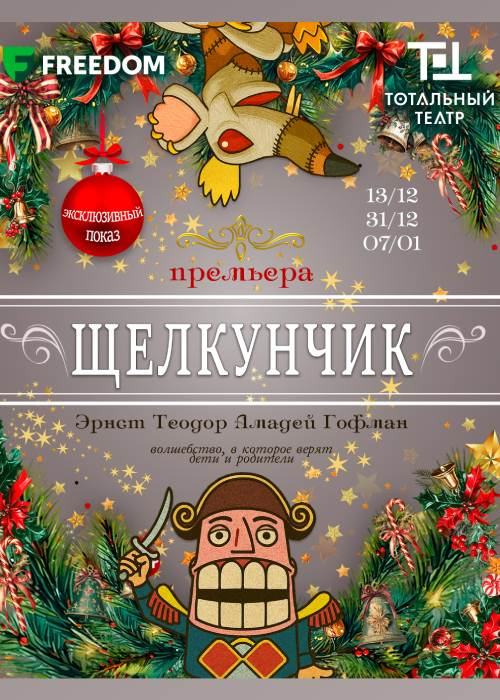 FREEDOM
ТОТАЛЬНЫЙ
ТЕАТР
эксклюзивный
показ
13/12
31/12
07/01
премьера
ЩЕЛКУНЧИК
Эрнст Теодор Амадей Гофман
волшебство, в которое верят
дети и родители